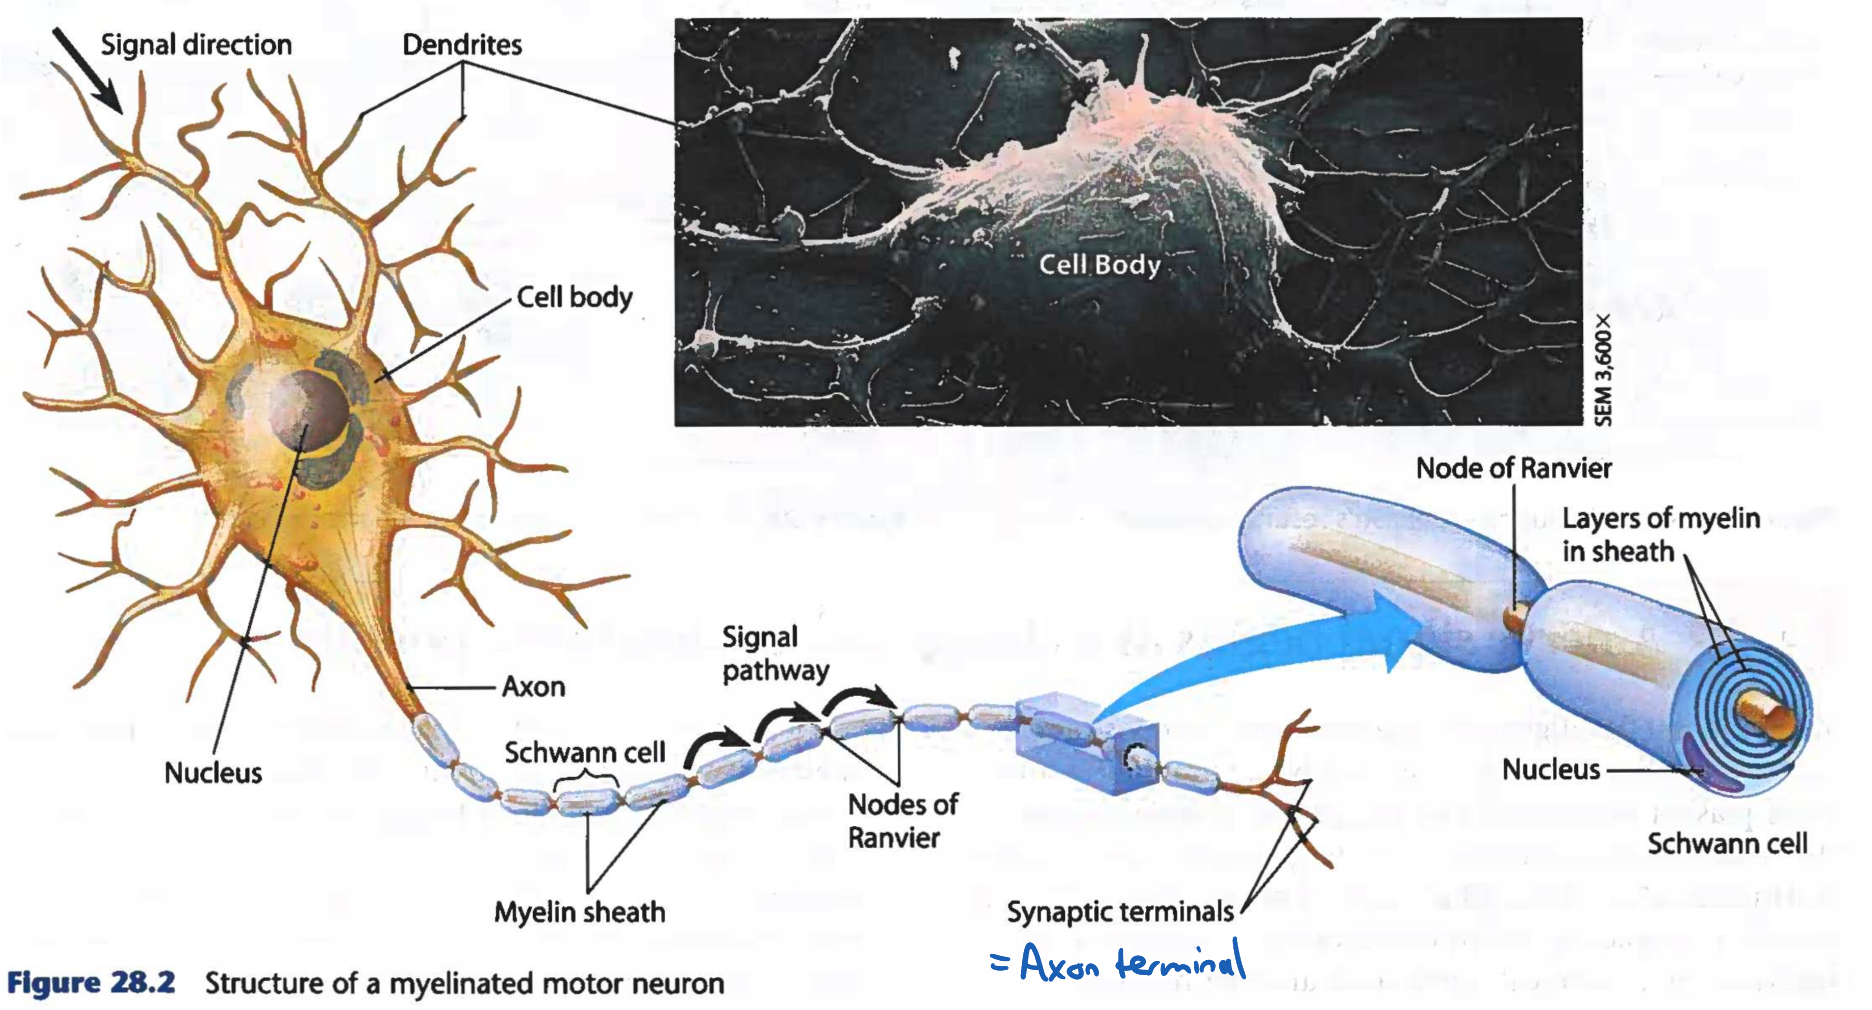 Signal direction
Dendrites
Cell body
Cell Body
SEM 3,600×
Node of Ranvier
Layers of myelin
in sheath
Signal
pathway
Axon
Nucleus
Schwann cell
Nodes of
Ranvier
Nucleus
Schwann cell
Myelin sheath
Synaptic terminals
= Axon terminal
Figure 28.2 Structure of a myelinated motor neuron